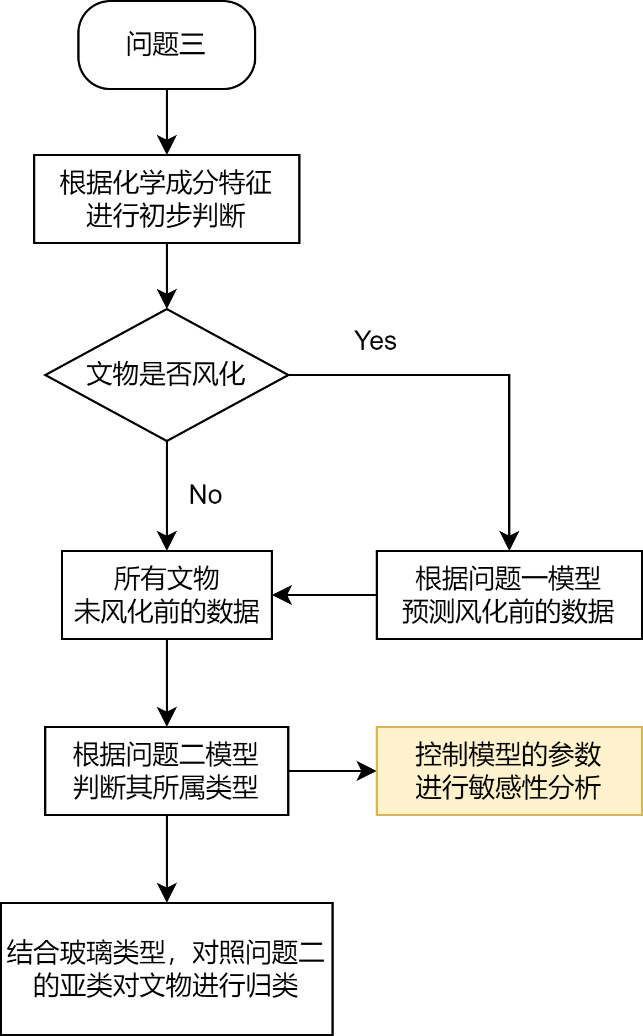 问题三
根据化学成分特征
进行初步判断
文物是否风化
Yes
No
所有文物
未风化前的数据
根据问题一模型
预测风化前的数据
根据问题二模型
判断其所属类型
控制模型的参数
进行敏感性分析
结合玻璃类型，对照问题二
的亚类对文物进行归类